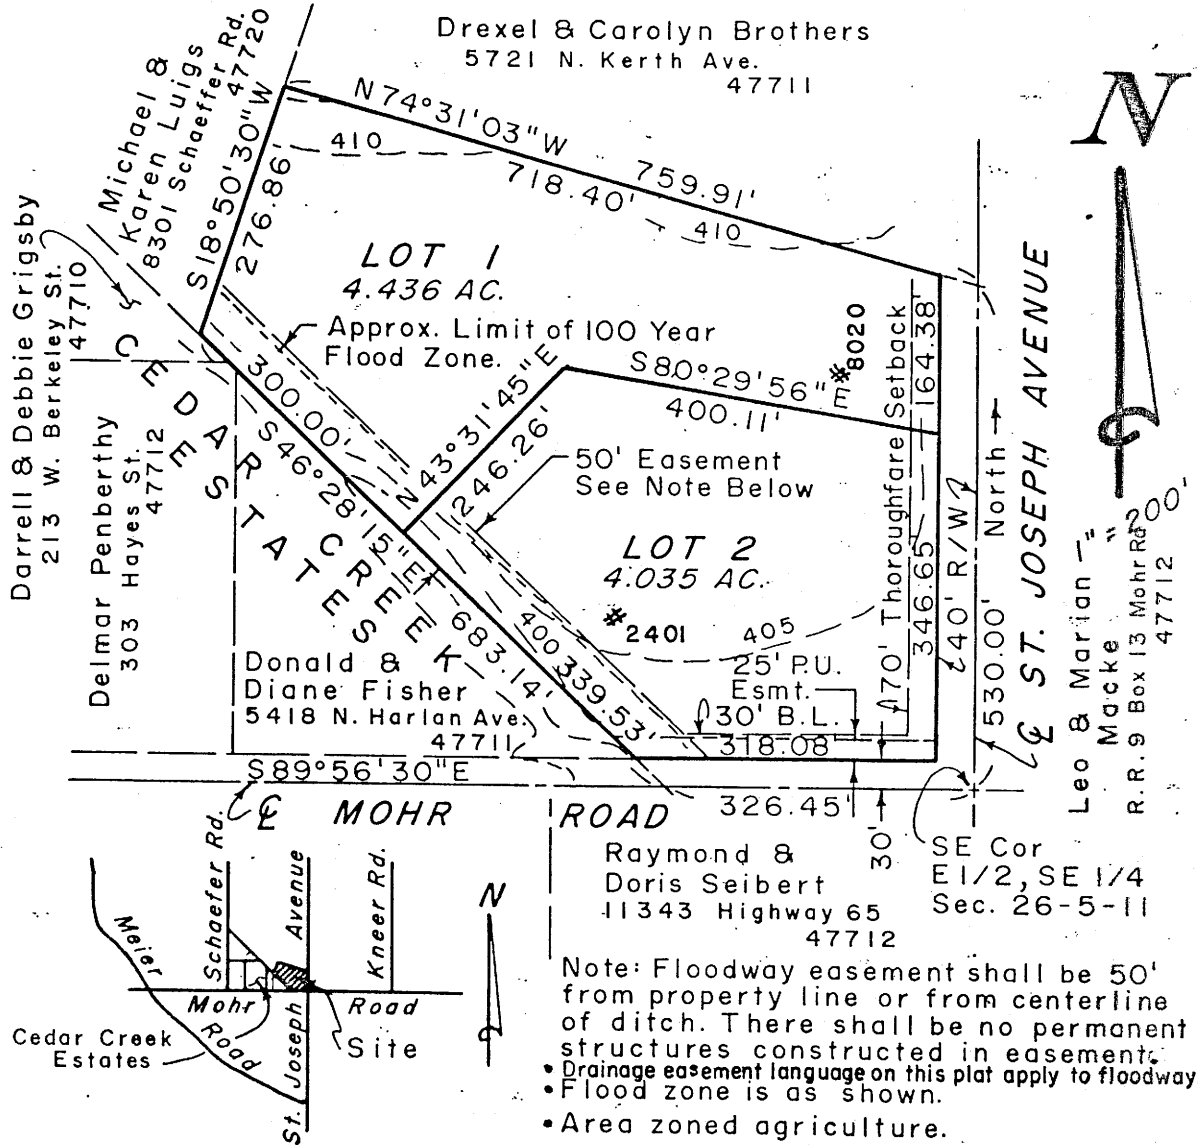 Drexel & Carolyn Brothers
5721 N. Kerth Ave.
47711
Michael &
Karen Luigs
8301 Schaeffer Rd.
47720
N 74°31'03" W
759.91'
718.40'
410
410
S 18°50'30" W
276.86'
N
LOT 1
4.436 AC.
Approx. Limit of 100 Year
Flood Zone.
Darrell & Debbie Grigsby
213 W. Berkeley St.
47710
CEDAR CREEK
ESTATES
300.00'
S 46°28'15" E
683.14'
339.53'
400
N 43°31'45" E
246.26'
S 80°29'56" E
400.11'
#8020
164.38'
70' Thoroughfare Setback
346.65'
40' R/W
North
530.00'
℄ ST. JOSEPH AVENUE
200'
50' Easement
See Note Below
LOT 2
4.035 AC.
#2401
405
25' P.U.
Esmt.
30' B.L.
318.08'
Delmar Penberthy
303 Hayes St.
47712
Donald &
Diane Fisher
5418 N. Harlan Ave.
47711
Leo & Marian
Macke
R.R. 9 Box 13 Mohr Rd
47712
S 89°56'30" E
326.45'
30'
℄ MOHR ROAD
SE Cor
E 1/2, SE 1/4
Sec. 26-5-11
Raymond &
Doris Seibert
11343 Highway 65
47712
Schaefer Rd.
St. Joseph Avenue
Kneer Rd.
N
Meier Road
Mohr Road
Cedar Creek
Estates
Site
Note: Floodway easement shall be 50'
from property line or from centerline
of ditch. There shall be no permanent
structures constructed in easement.
• Drainage easement language on this plat apply to floodway
• Flood zone is as shown.
• Area zoned agriculture.